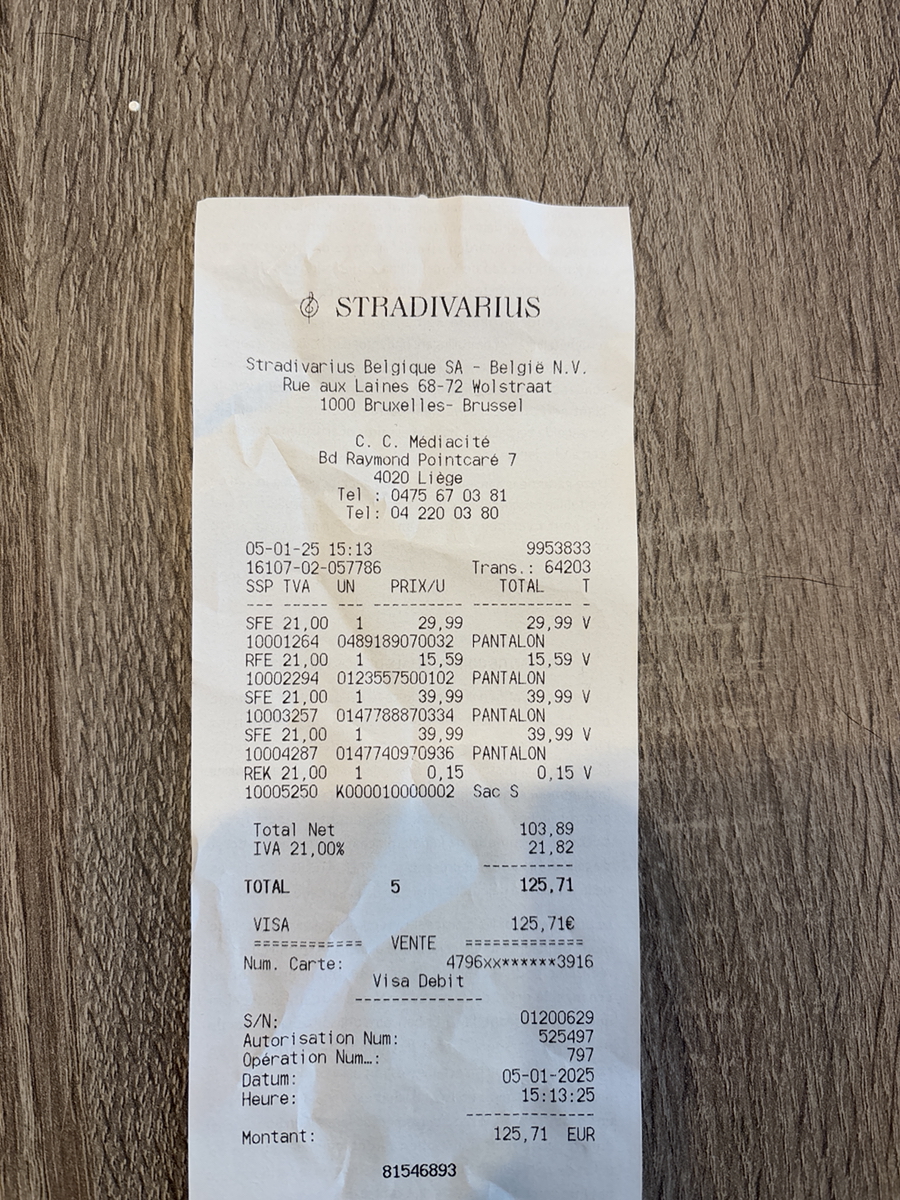 STRADIVARIUS
Stradivarius Belgique SA - België N.V.
Rue aux Laines 68-72 Wolstraat
1000 Bruxelles- Brussel
C. C. Médiacité
Bd Raymond Pointcaré 7
4020 Liège
Tel : 0475 67 03 81
Tel: 04 220 03 80
05-01-25 15:13 9953833
16107-02-057786 Trans.: 64203
SSP TVA UN PRIX/U TOTAL T
--- ----- --- ---------- ----------- -
SFE 21,00 1 29,99 29,99 V
10001264 0489189070032 PANTALON
RFE 21,00 1 15,59 15,59 V
10002294 0123557500102 PANTALON
SFE 21,00 1 39,99 39,99 V
10003257 0147788870334 PANTALON
SFE 21,00 1 39,99 39,99 V
10004287 0147740970936 PANTALON
REK 21,00 1 0,15 0,15 V
10005250 K000010000002 Sac S
Total Net 103,89
IVA 21,00% 21,82
----------
TOTAL 5 125,71
VISA 125,71€
============ VENTE =============
Num. Carte: 4796xx******3916
Visa Debit
--------------
S/N: 01200629
Autorisation Num: 525497
Opération Num…: 797
Datum: 05-01-2025
Heure: 15:13:25
--------------
Montant: 125,71 EUR
81546893